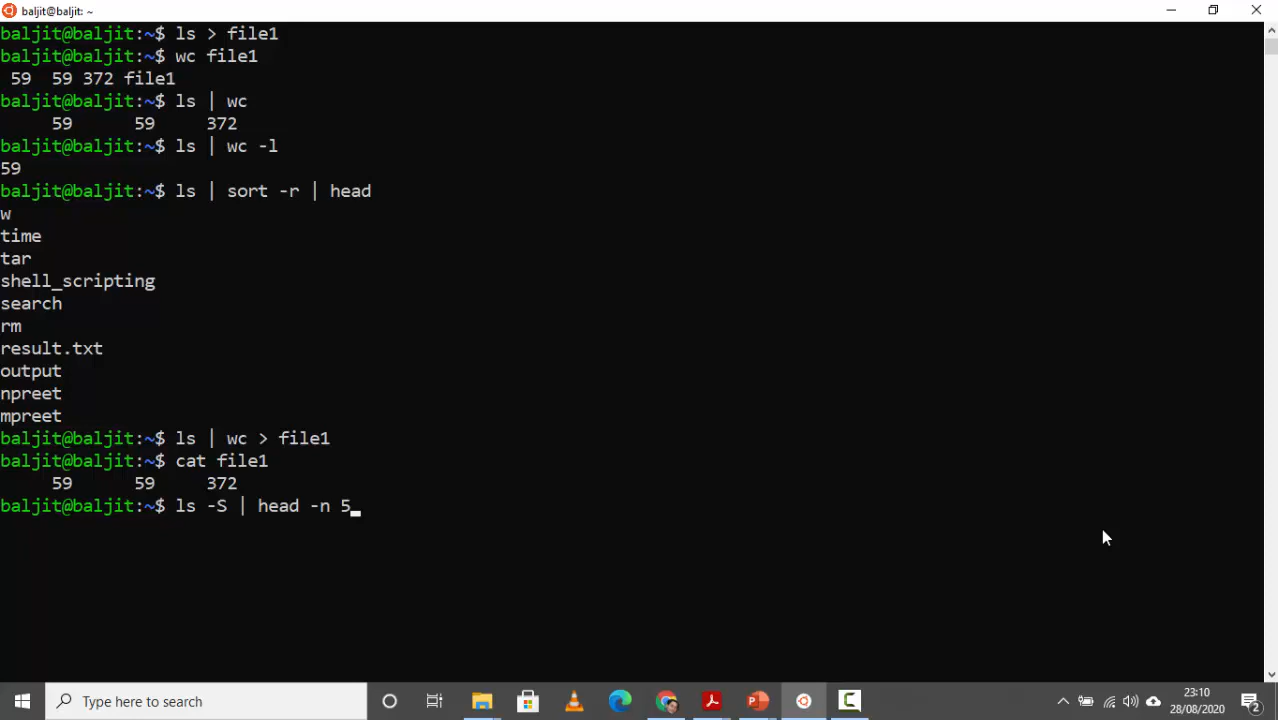 baljit@baljit: ~
baljit@baljit:~$ ls > file1
baljit@baljit:~$ wc file1
 59  59 372 file1
baljit@baljit:~$ ls | wc
     59      59     372
baljit@baljit:~$ ls | wc -l
59
baljit@baljit:~$ ls | sort -r | head
w
time
tar
shell_scripting
search
rm
result.txt
output
npreet
mpreet
baljit@baljit:~$ ls | wc > file1
baljit@baljit:~$ cat file1
     59      59     372
baljit@baljit:~$ ls -S | head -n 5
Type here to search
23:10
28/08/2020
2